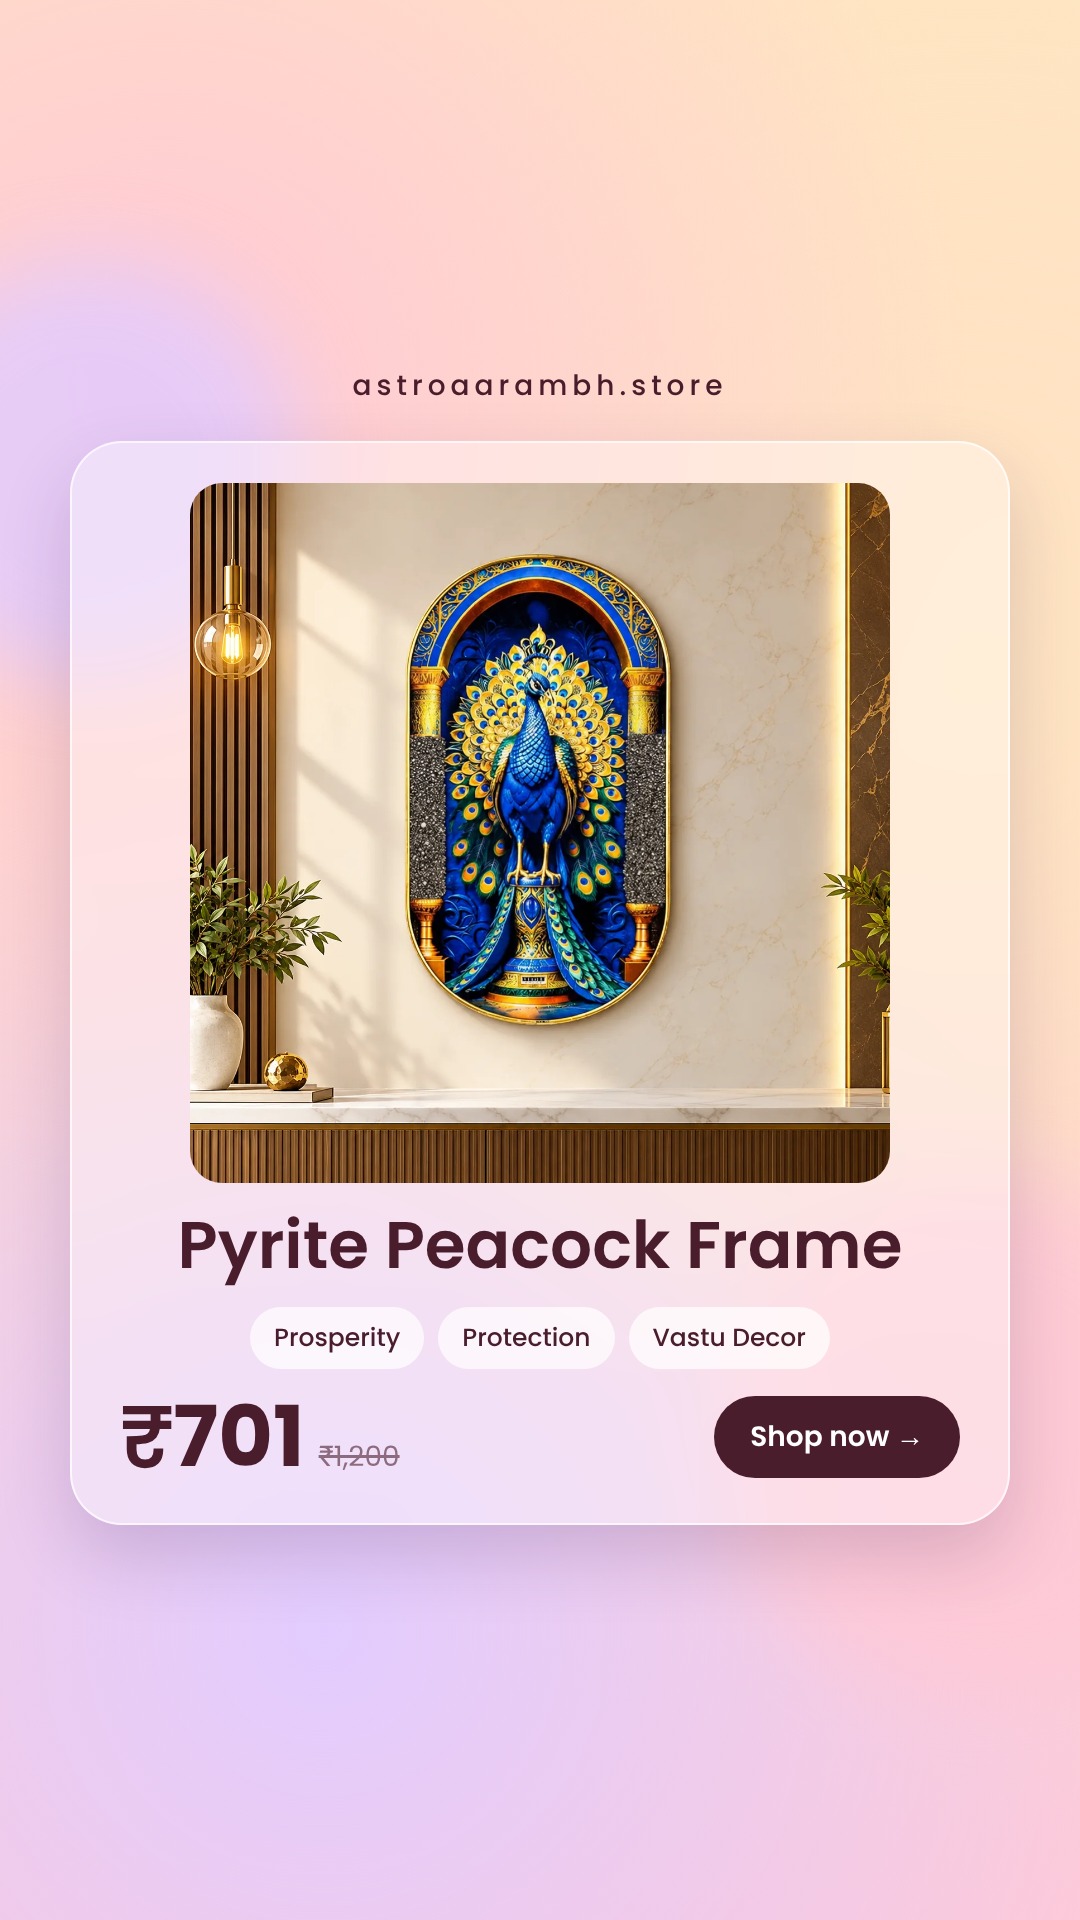 astroaarambh.store
Pyrite Peacock Frame
Prosperity
Protection
Vastu Decor
₹701 ₹1,200
Shop now →